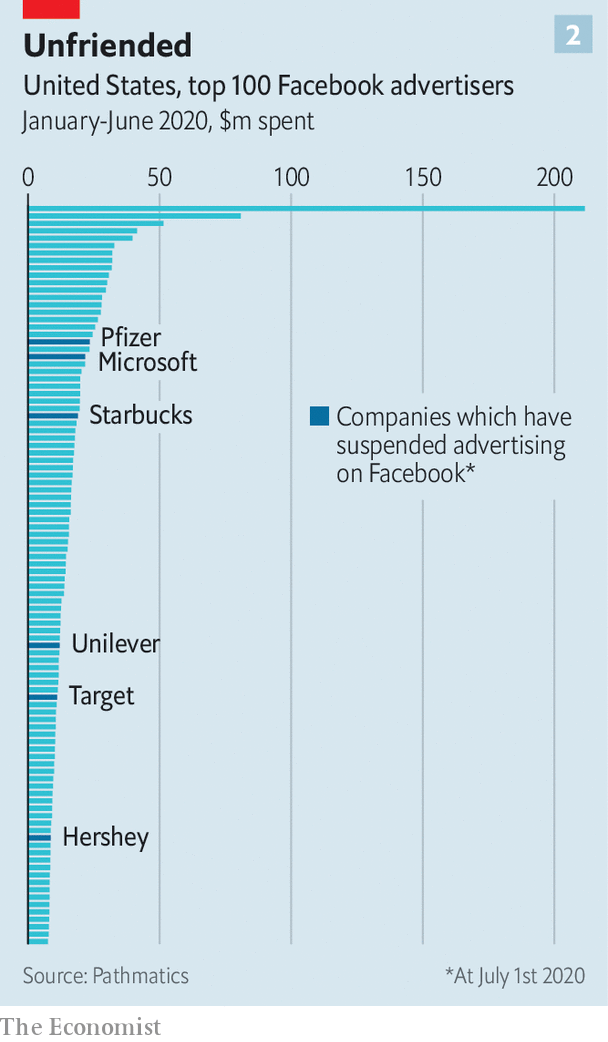 Unfriended
2
United States, top 100 Facebook advertisers
January-June 2020, $m spent
0 50 100 150 200
Pfizer
Microsoft
Starbucks
Companies which have
suspended advertising
on Facebook*
Unilever
Target
Hershey
Source: Pathmatics
*At July 1st 2020
The Economist